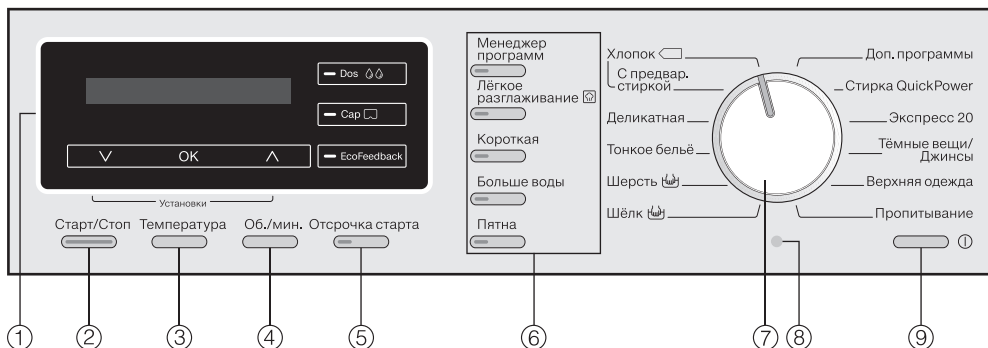 Dos
Cap
EcoFeedback
OK
Установки
Старт/Стоп
Температура
Об./мин.
Отсрочка старта
Менеджер
программ
Лёгкое
разглаживание
Короткая
Больше воды
Пятна
Хлопок
С предвар.
стиркой
Деликатная
Тонкое бельё
Шерсть
Шёлк
Доп. программы
Стирка QuickPower
Экспресс 20
Тёмные вещи/
Джинсы
Верхняя одежда
Пропитывание
1
2
3
4
5
6
7
8
9